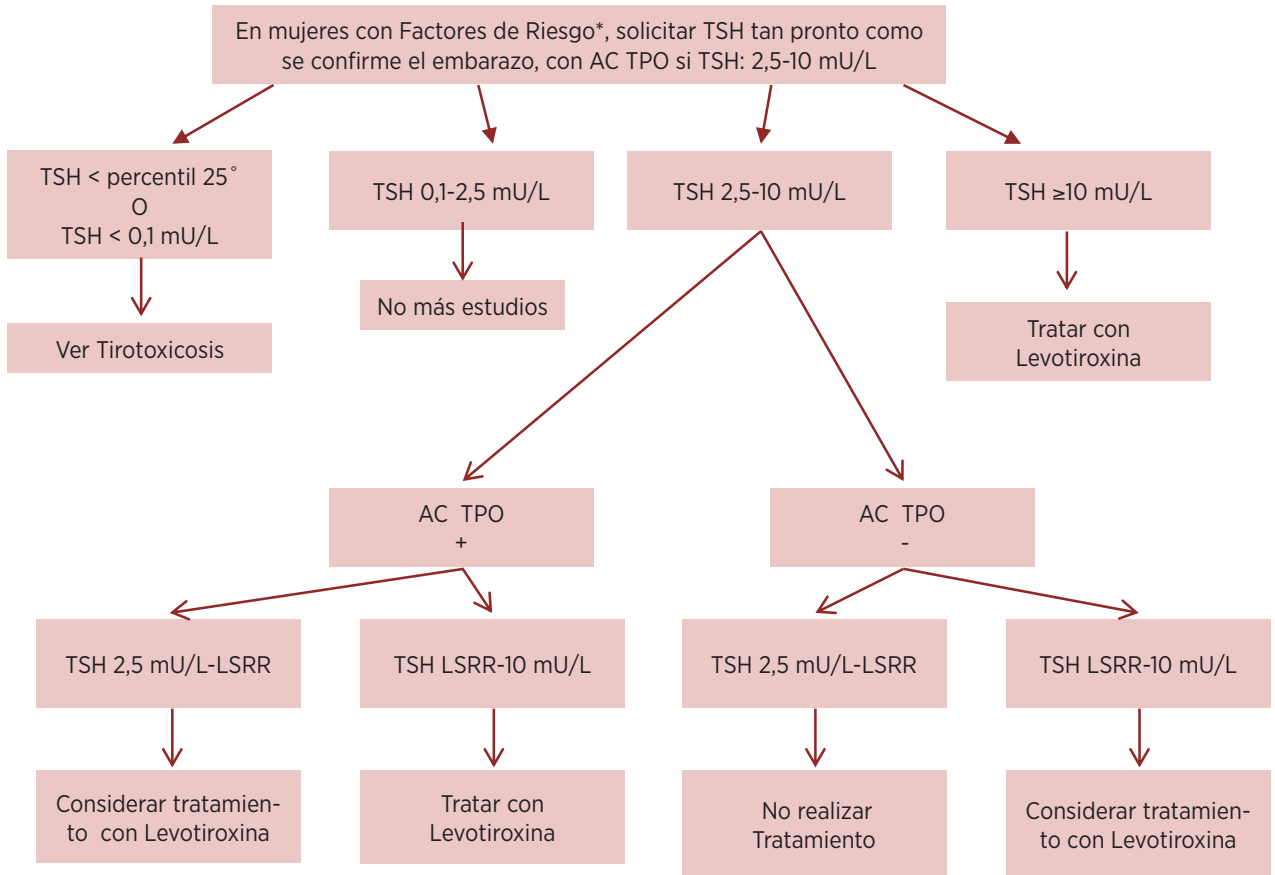 En mujeres con Factores de Riesgo*, solicitar TSH tan pronto como
se confirme el embarazo, con AC TPO si TSH: 2,5-10 mU/L
TSH < percentil 25°
O
TSH < 0,1 mU/L
TSH 0,1-2,5 mU/L
TSH 2,5-10 mU/L
TSH ≥10 mU/L
Ver Tirotoxicosis
No más estudios
Tratar con
Levotiroxina
AC TPO
+
AC TPO
-
TSH 2,5 mU/L-LSRR
TSH LSRR-10 mU/L
TSH 2,5 mU/L-LSRR
TSH LSRR-10 mU/L
Considerar tratamien-
to con Levotiroxina
Tratar con
Levotiroxina
No realizar
Tratamiento
Considerar tratamien-
to con Levotiroxina